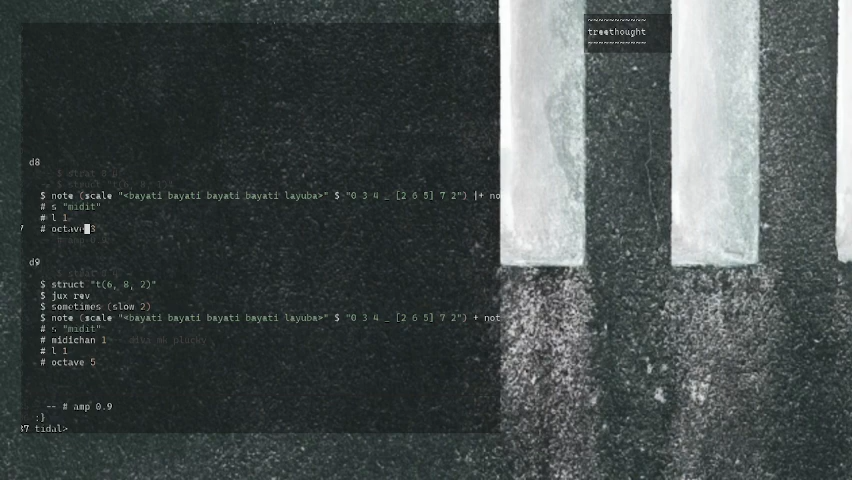 ~~~~~~~~~~~
treethought
~~~~~~~~~~~
d8
$ note (scale "<bayati bayati bayati bayati layuba>" $ "0 3 4 _ [2 6 5] 7 2") |+ no
# s "midit"
# l 1
# octave 3
d9
$ struct "t(6, 8, 2)"
$ jux rev
$ sometimes (slow 2)
$ note (scale "<bayati bayati bayati bayati layuba>" $ "0 3 4 _ [2 6 5] 7 2") + not
# s "midit"
# midichan 1
# l 1
# octave 5
-- # amp 0.9
:}
37 tidal>